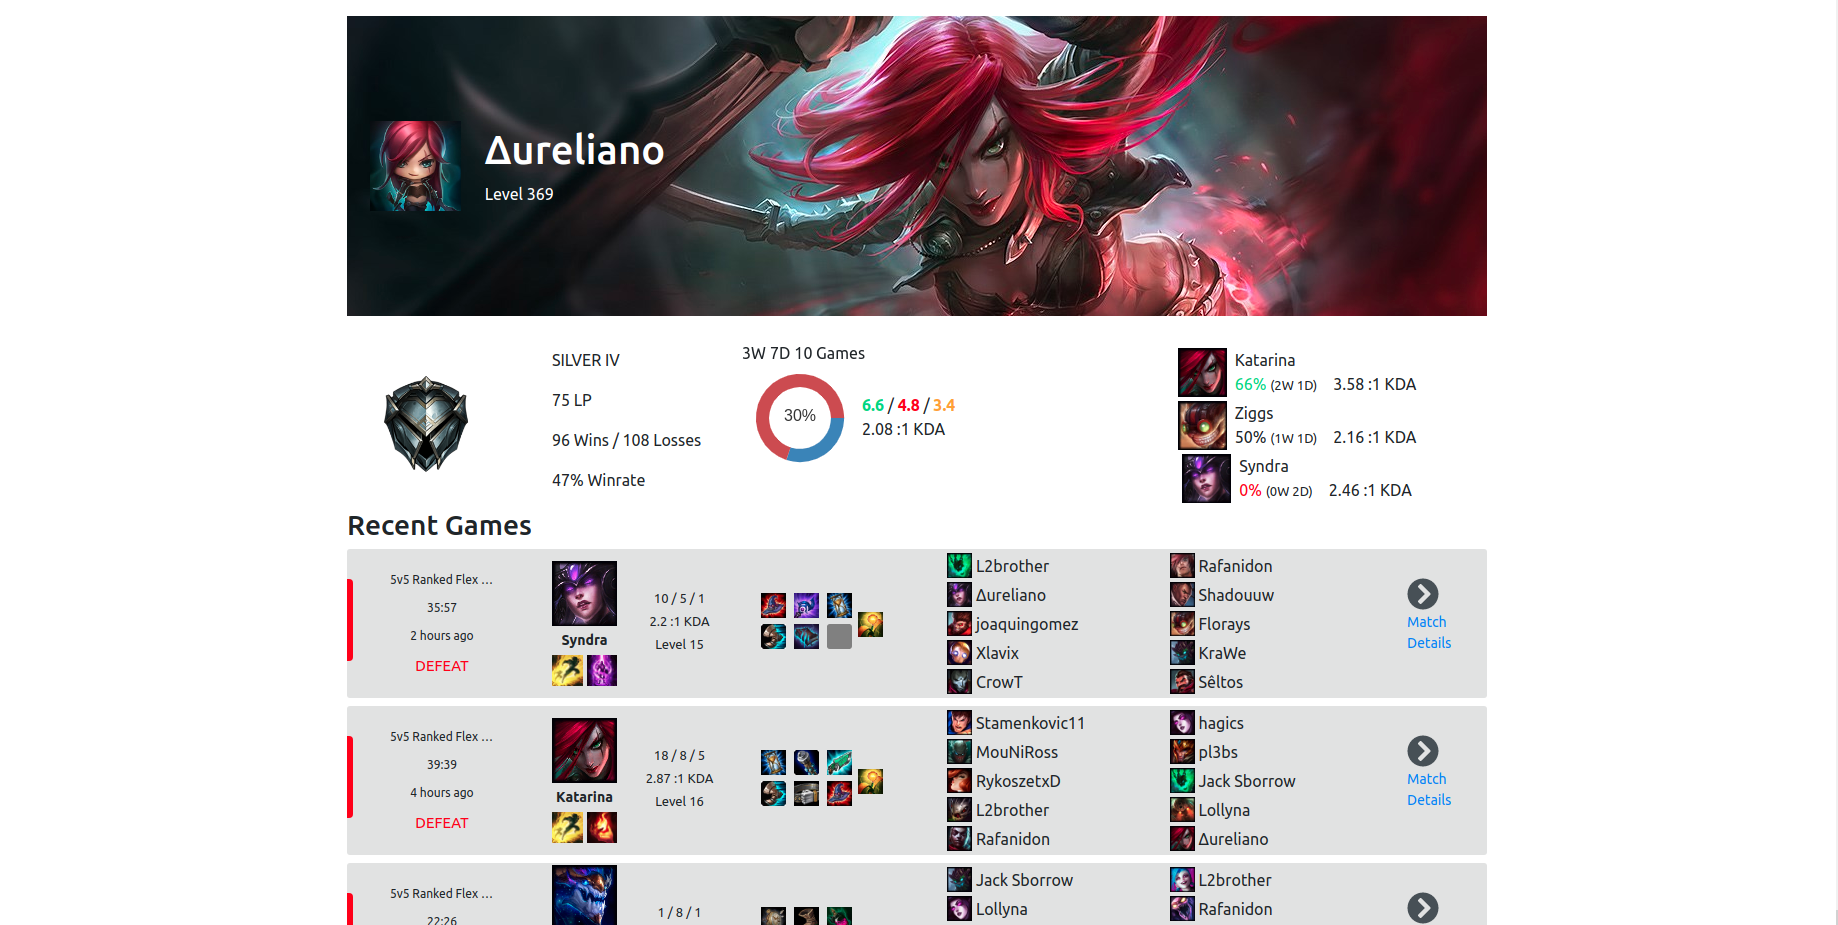 Δureliano
Level 369
SILVER IV
75 LP
96 Wins / 108 Losses
47% Winrate
3W 7D 10 Games
30%
6.6 / 4.8 / 3.4
2.08 :1 KDA
Katarina
66% (2W 1D) 3.58 :1 KDA
Ziggs
50% (1W 1D) 2.16 :1 KDA
Syndra
0% (0W 2D) 2.46 :1 KDA
Recent Games
5v5 Ranked Flex ...
35:57
2 hours ago
DEFEAT
Syndra
10 / 5 / 1
2.2 :1 KDA
Level 15
L2brother
Δureliano
joaquingomez
Xlavix
CrowT
Rafanidon
Shadouuw
Florays
KraWe
Sêltos
Match
Details
5v5 Ranked Flex ...
39:39
4 hours ago
DEFEAT
Katarina
18 / 8 / 5
2.87 :1 KDA
Level 16
Stamenkovic11
MouNiRoss
RykoszetxD
L2brother
Rafanidon
hagics
pl3bs
Jack Sborrow
Lollyna
Δureliano
Match
Details
5v5 Ranked Flex ...
22:26
1 / 8 / 1
Jack Sborrow
Lollyna
L2brother
Rafanidon